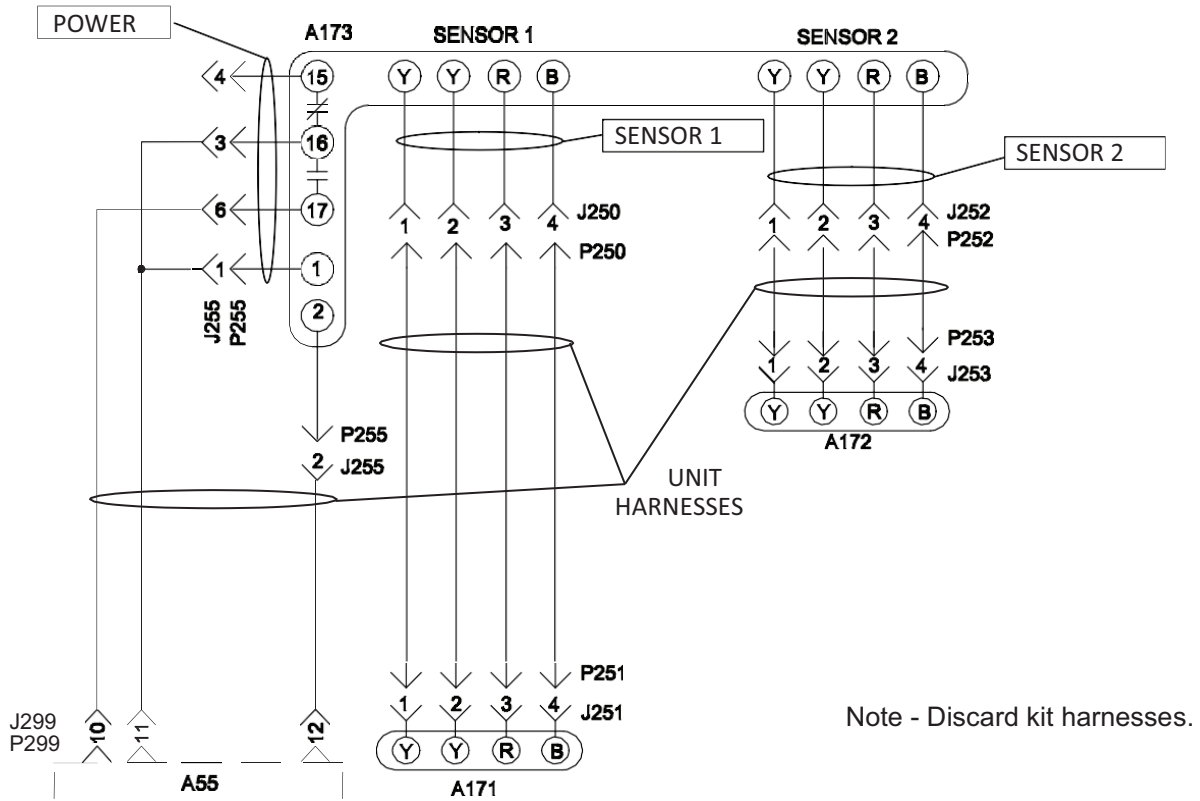 POWER
A173
SENSOR 1
SENSOR 2
4
15
Y Y R B
Y Y R B
3
16
SENSOR 1
SENSOR 2
6
17
1 2 3 4
J250
P250
1 2 3 4
J252
P252
1
1
J255
P255
2
P253
1 2 3 4
J253
Y Y R B
A172
P255
2
J255
UNIT
HARNESSES
P251
1 2 3 4
J251
J299
P299
10 11 12
Y Y R B
Note - Discard kit harnesses.
A55
A171